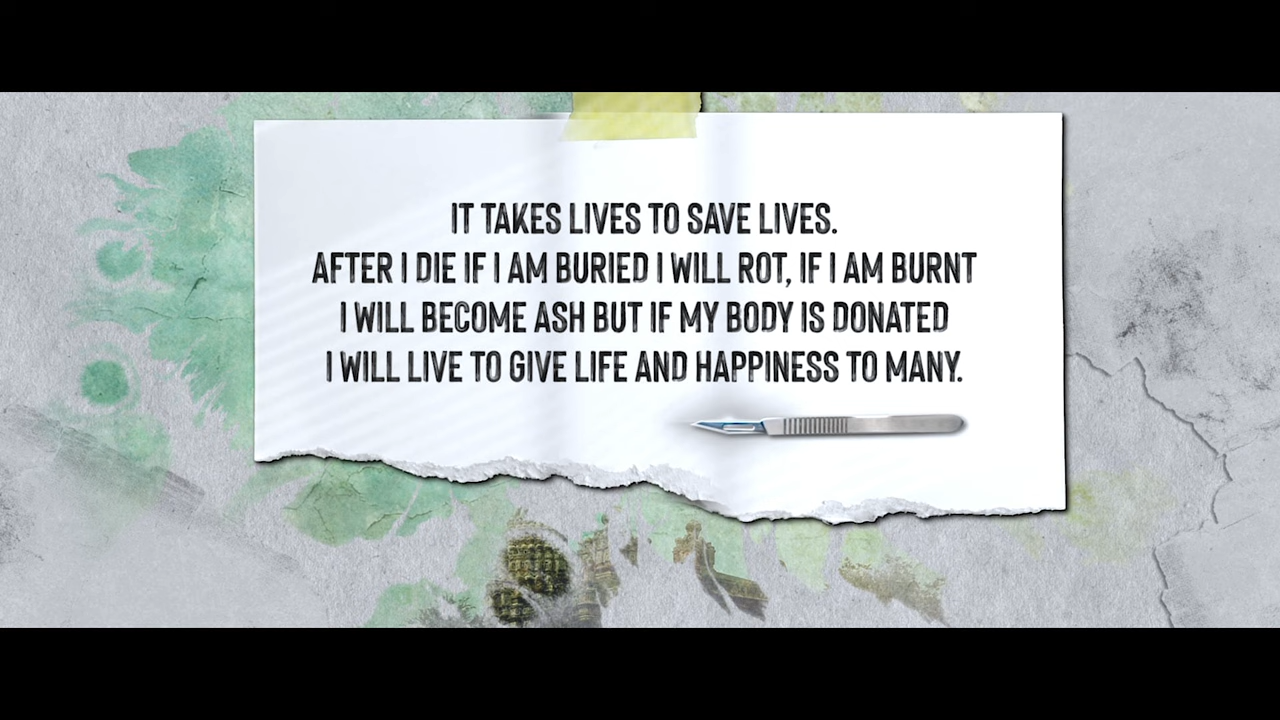 IT TAKES LIVES TO SAVE LIVES.
AFTER I DIE IF I AM BURIED I WILL ROT, IF I AM BURNT
I WILL BECOME ASH BUT IF MY BODY IS DONATED
I WILL LIVE TO GIVE LIFE AND HAPPINESS TO MANY.